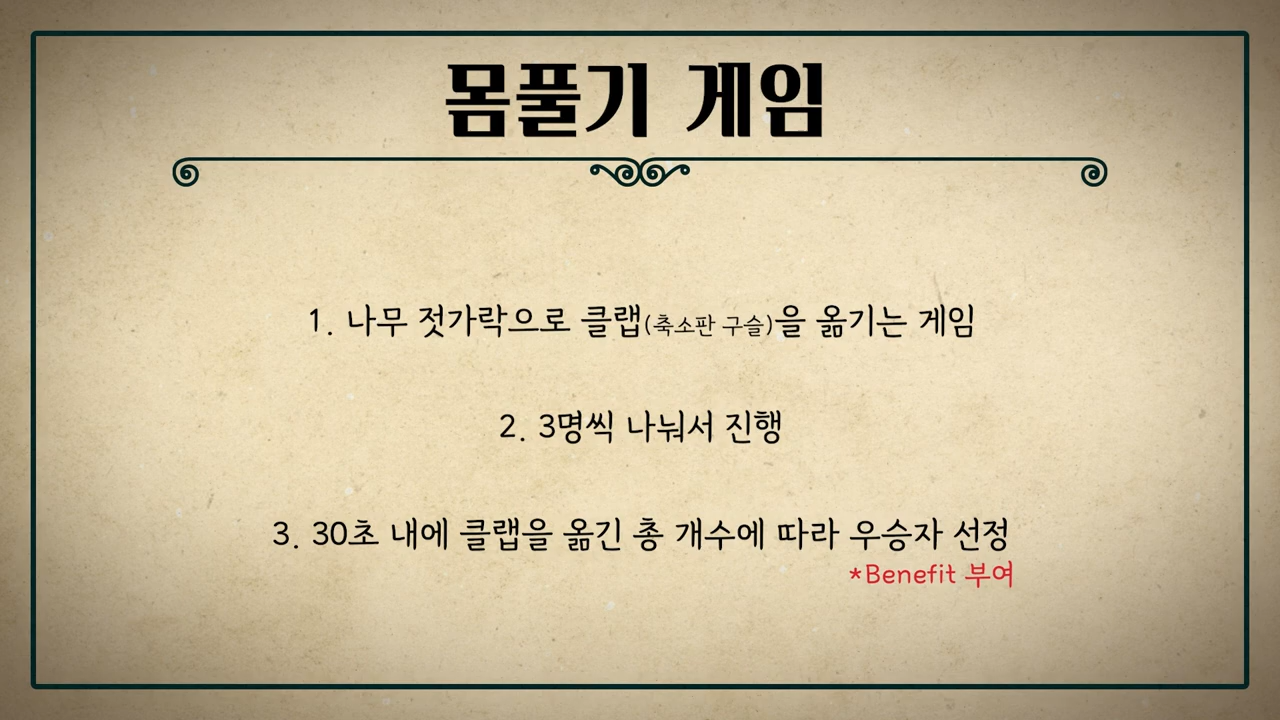 몸풀기 게임
1. 나무 젓가락으로 클랩(축소판 구슬)을 옮기는 게임
2. 3명씩 나눠서 진행
3. 30초 내에 클랩을 옮긴 총 개수에 따라 우승자 선정
*Benefit 부여